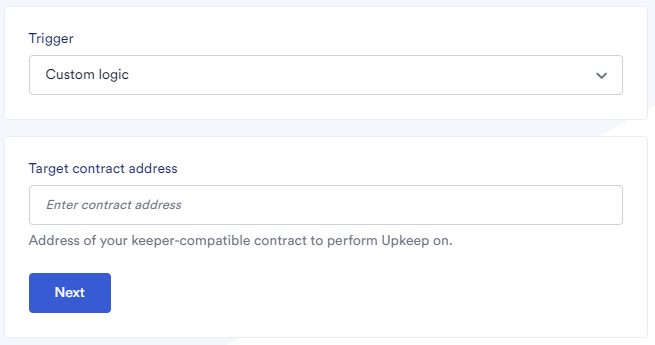 Trigger
Custom logic
Target contract address
Enter contract address
Address of your keeper-compatible contract to perform Upkeep on.
Next